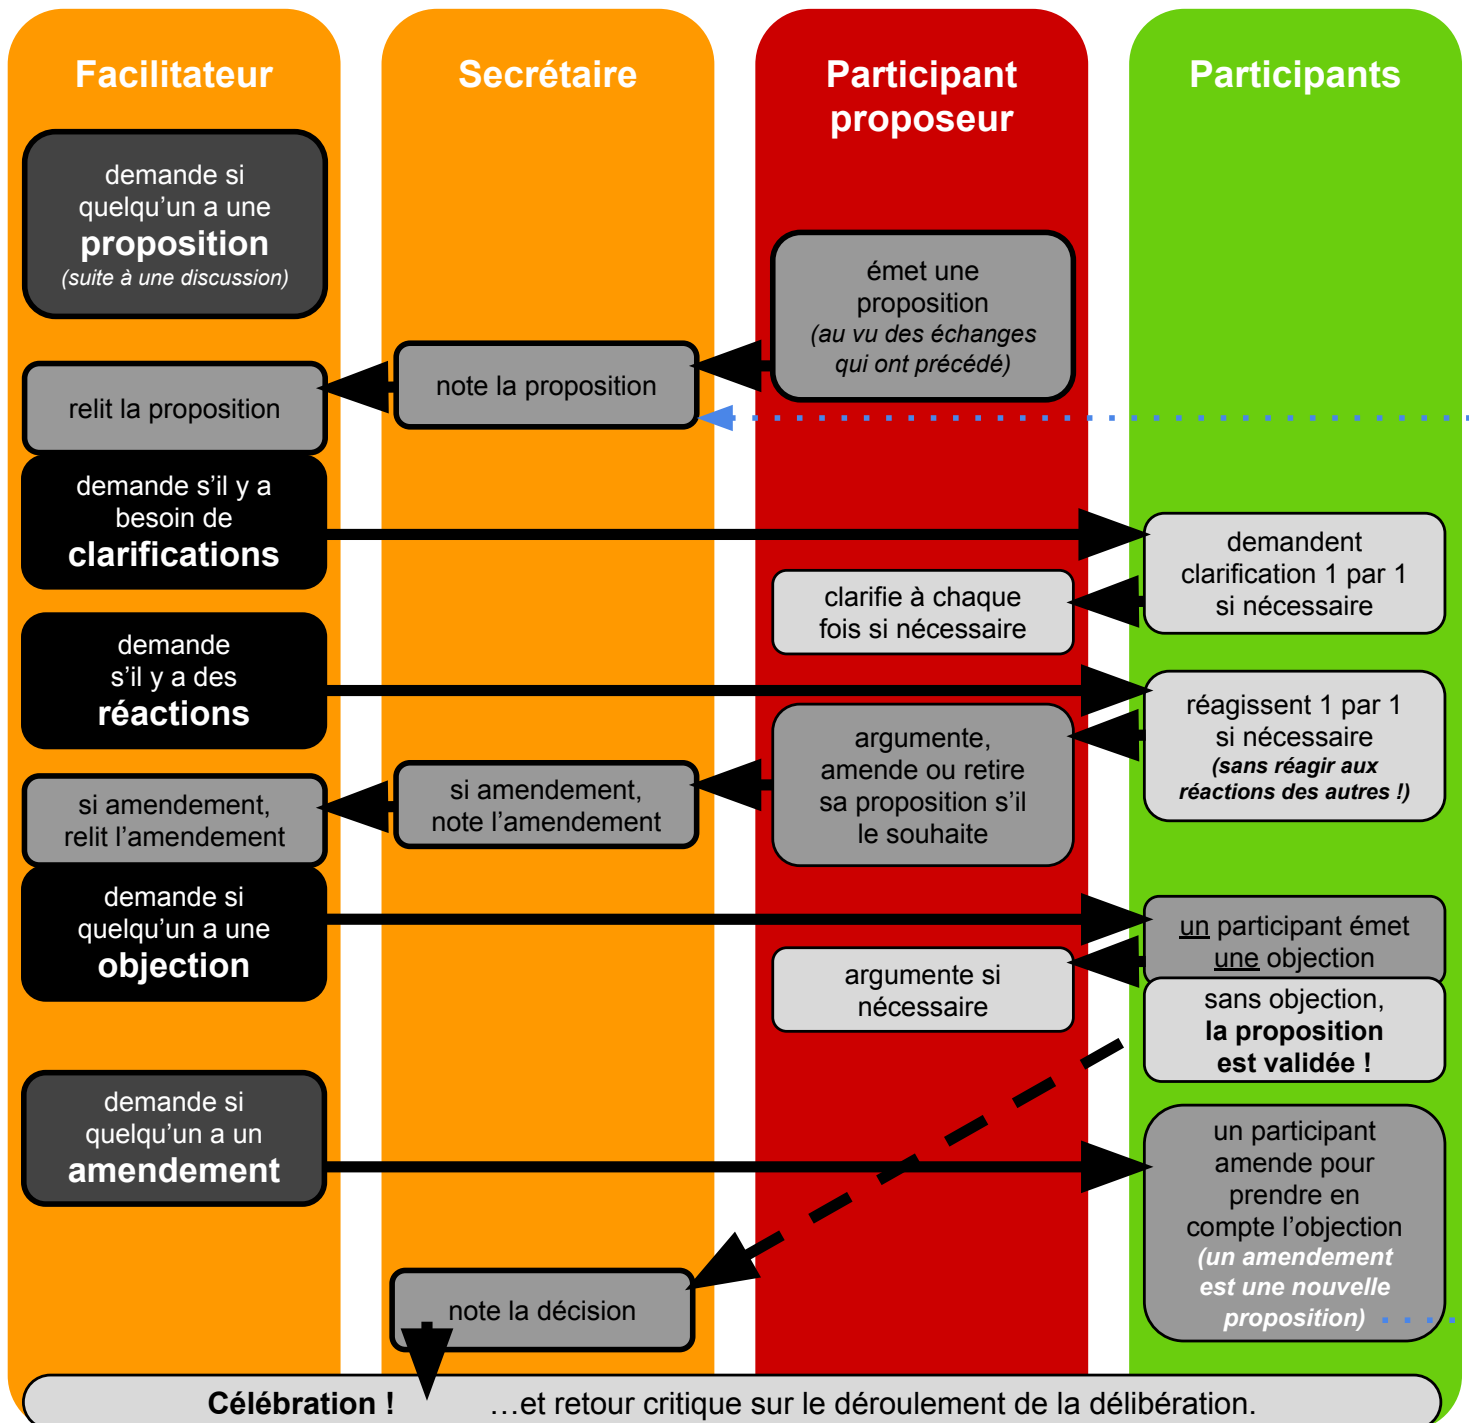 Facilitateur
Secrétaire
Participant
proposeur
Participants
demande si
quelqu'un a une
proposition
(suite à une discussion)
émet une
proposition
(au vu des échanges
qui ont précédé)
note la proposition
relit la proposition
demande s'il y a
besoin de
clarifications
demandent
clarification 1 par 1
si nécessaire
clarifie à chaque
fois si nécessaire
demande
s'il y a des
réactions
réagissent 1 par 1
si nécessaire
(sans réagir aux
réactions des autres !)
argumente,
amende ou retire
sa proposition s'il
le souhaite
si amendement,
note l'amendement
si amendement,
relit l'amendement
demande si
quelqu'un a une
objection
un participant émet
une objection
argumente si
nécessaire
sans objection,
la proposition
est validée !
demande si
quelqu'un a un
amendement
un participant
amende pour
prendre en
compte l'objection
(un amendement
est une nouvelle
proposition)
note la décision
Célébration ! …et retour critique sur le déroulement de la délibération.